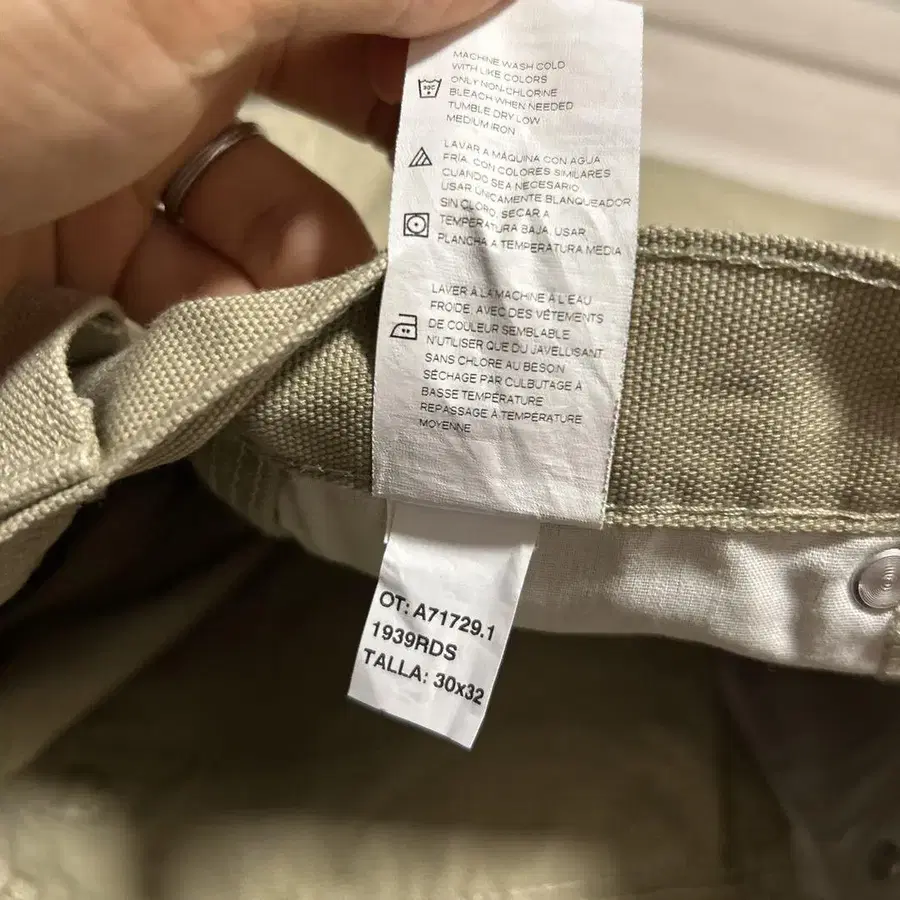 MACHINE WASH COLD
WITH LIKE COLORS
ONLY NON-CHLORINE
BLEACH WHEN NEEDED
TUMBLE DRY LOW
MEDIUM IRON
30C
LAVAR A MÁQUINA CON AGUA
FRÍA, CON COLORES SIMILARES
CUANDO SEA NECESARIO,
USAR ÚNICAMENTE BLANQUEADOR
SIN CLORO, SECAR A
TEMPERATURA BAJA, USAR
PLANCHA A TEMPERATURA MEDIA
LAVER À LA MACHINE À L'EAU
FROIDE, AVEC DES VÊTEMENTS
DE COULEUR SEMBLABLE
N'UTILISER QUE DU JAVELLISANT
SANS CHLORE AU BESOIN
SÉCHAGE PAR CULBUTAGE À
BASSE TEMPÉRATURE
REPASSAGE À TEMPÉRATURE
MOYENNE
OT: A71729.1
1939RDS
TALLA: 30x32